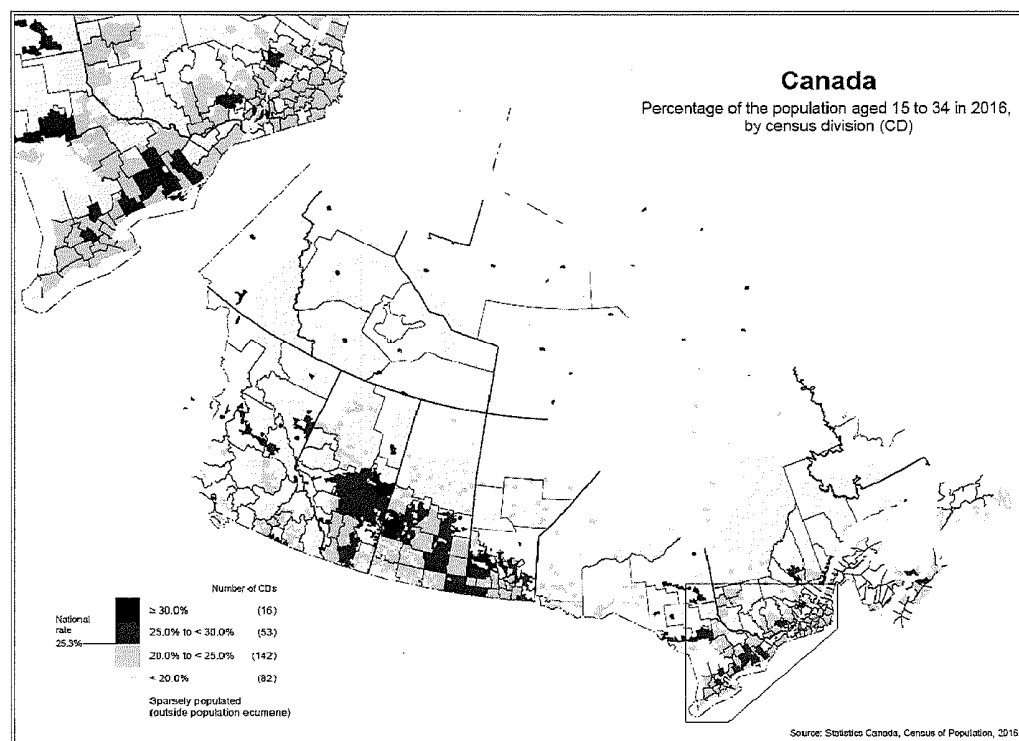 Canada
Percentage of the population aged 15 to 34 in 2016,
by census division (CD)
Number of CDs
National
rate
25.3%
≥ 30.0% (16)
25.0% to < 30.0% (53)
20.0% to < 25.0% (142)
< 20.0% (82)
Sparsely populated
(outside population ecumene)
Source: Statistics Canada, Census of Population, 2016.